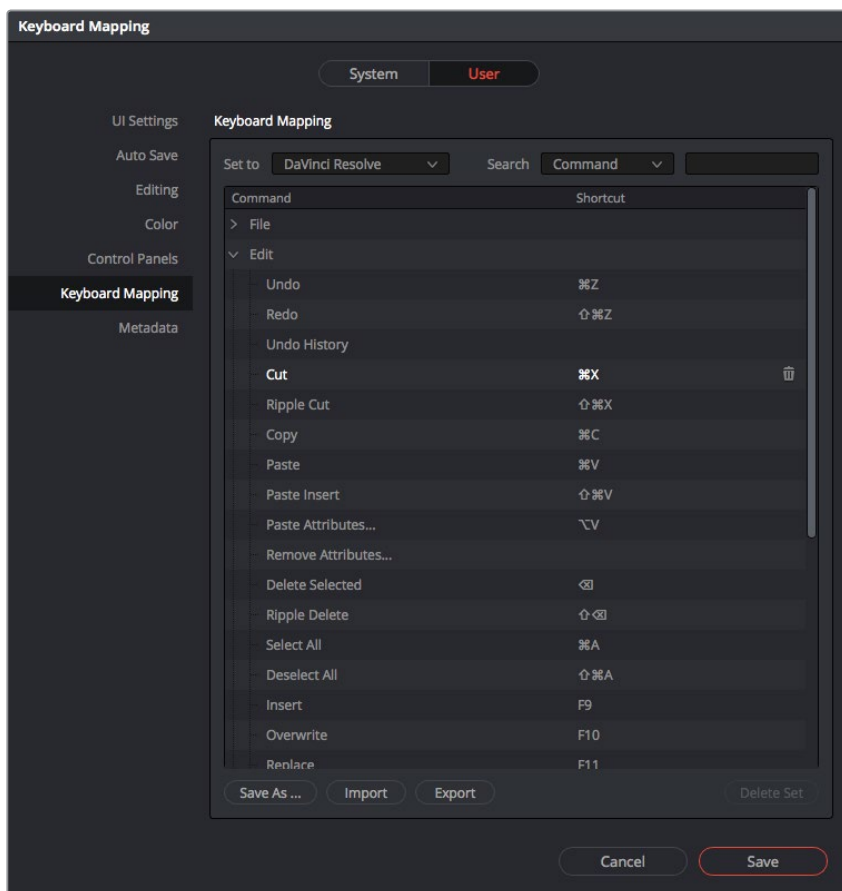 Keyboard Mapping
System User
UI Settings
Auto Save
Editing
Color
Control Panels
Keyboard Mapping
Metadata
Keyboard Mapping
Set to DaVinci Resolve Search Command
Command Shortcut
File
Edit
Undo ⌘Z
Redo ⇧⌘Z
Undo History
Cut ⌘X
Ripple Cut ⇧⌘X
Copy ⌘C
Paste ⌘V
Paste Insert ⇧⌘V
Paste Attributes... ⌥V
Remove Attributes...
Delete Selected ⌫
Ripple Delete ⇧⌫
Select All ⌘A
Deselect All ⇧⌘A
Insert F9
Overwrite F10
Replace F11
Save As ... Import Export Delete Set
Cancel Save